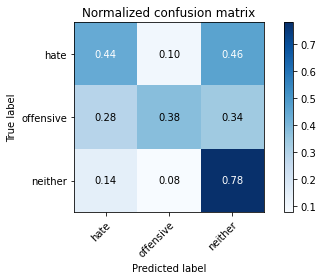 Normalized confusion matrix
True label
hate 0.44 0.10 0.46
offensive 0.28 0.38 0.34
neither 0.14 0.08 0.78
hate offensive neither
Predicted label
0.7
0.6
0.5
0.4
0.3
0.2
0.1